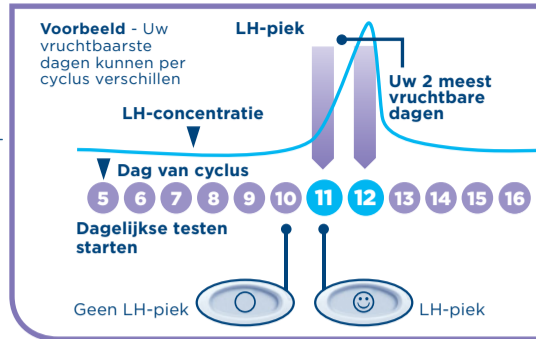 Voorbeeld - Uw
vruchtbaarste
dagen kunnen per
cyclus verschillen
LH-piek
Uw 2 meest
vruchtbare
dagen
LH-concentratie
Dag van cyclus
5 6 7 8 9 10 11 12 13 14 15 16
Dagelijkse testen
starten
Geen LH-piek
LH-piek